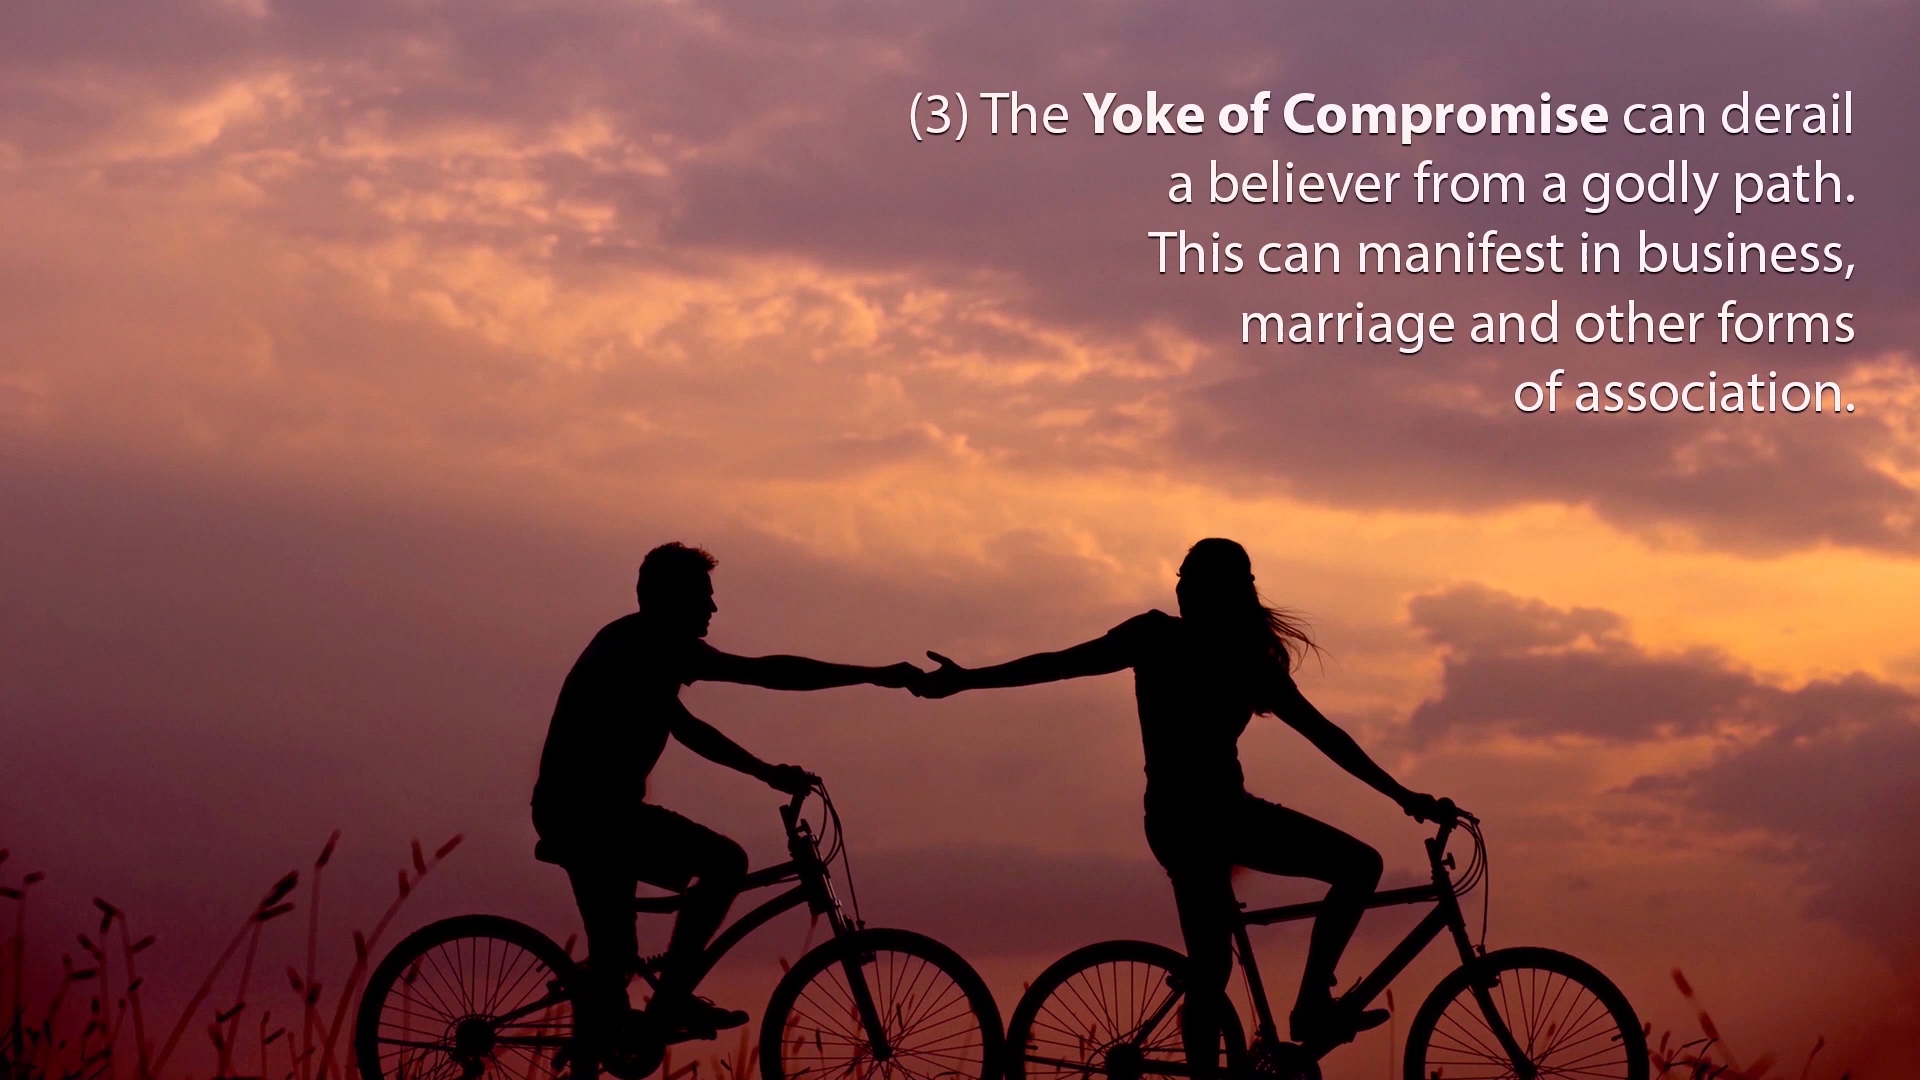 (3) The Yoke of Compromise can derail
a believer from a godly path.
This can manifest in business,
marriage and other forms
of association.